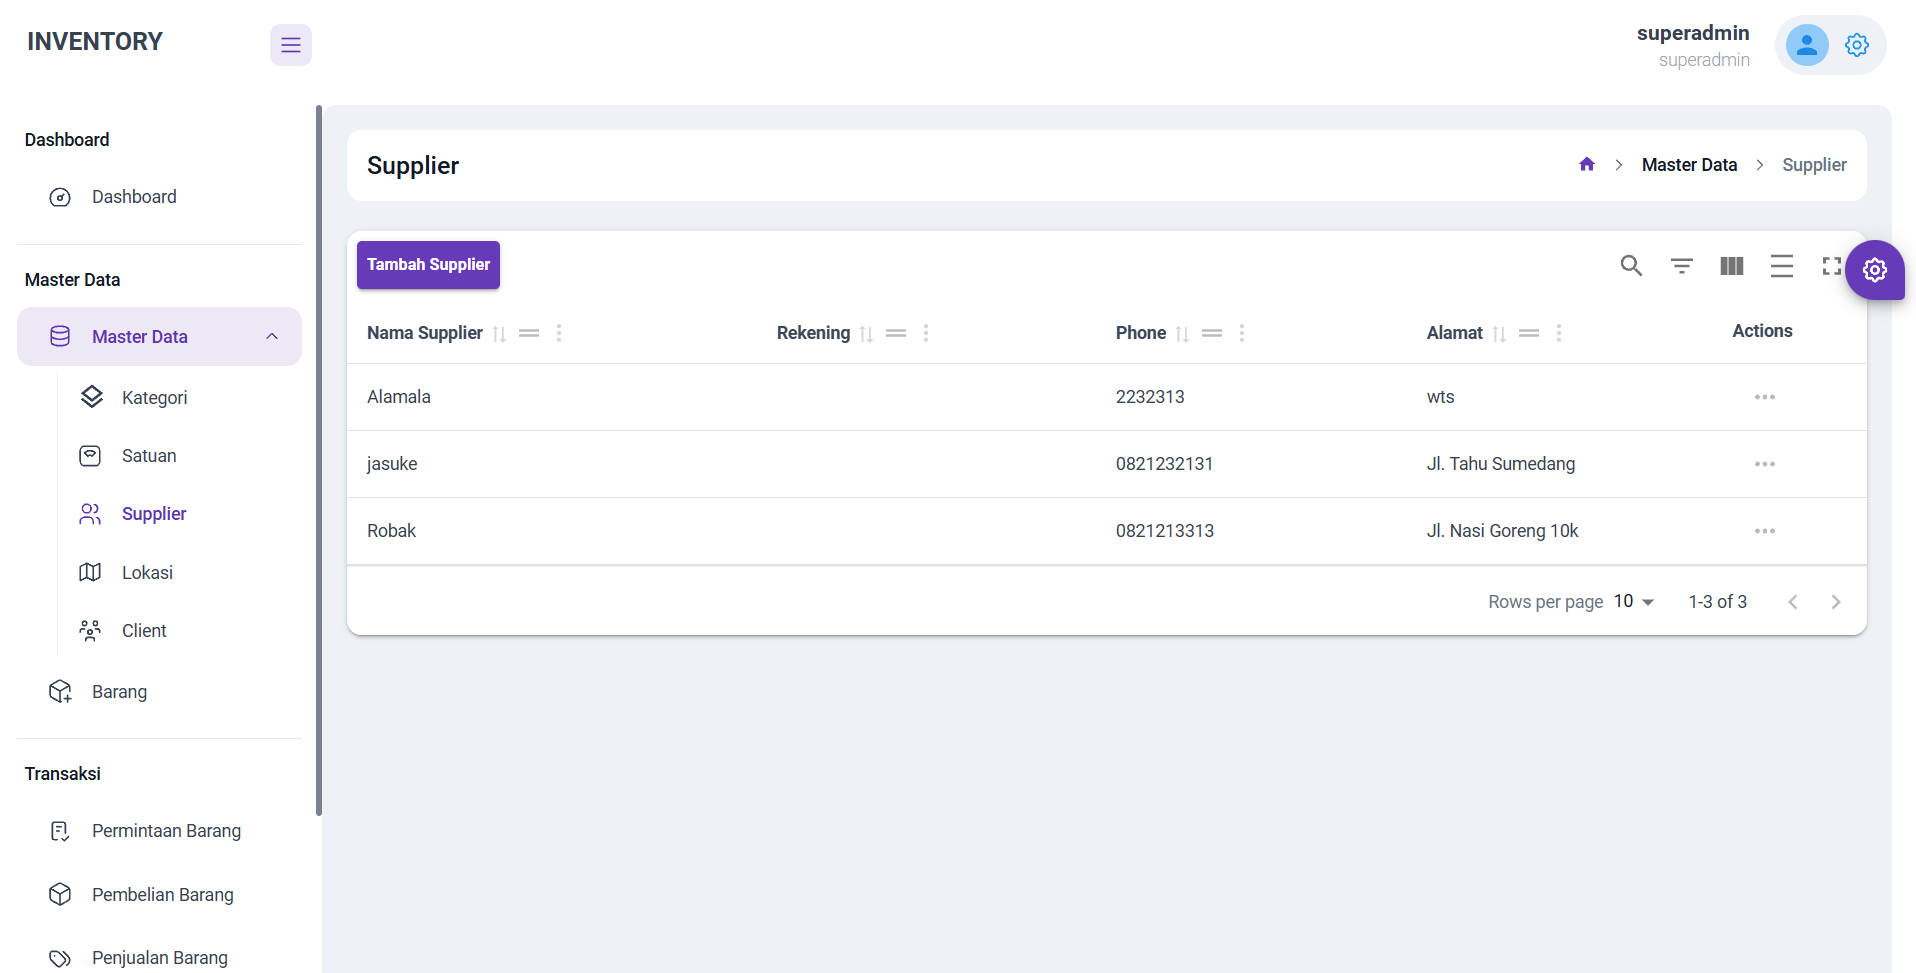 INVENTORY
superadmin
superadmin
Dashboard
Dashboard
Master Data
Master Data
Kategori
Satuan
Supplier
Lokasi
Client
Barang
Transaksi
Permintaan Barang
Pembelian Barang
Penjualan Barang
Supplier
Master Data
Supplier
Tambah Supplier
Nama Supplier Rekening Phone Alamat Actions
Alamala 2232313 wts
jasuke 0821232131 Jl. Tahu Sumedang
Robak 0821213313 Jl. Nasi Goreng 10k
Rows per page 10 1-3 of 3